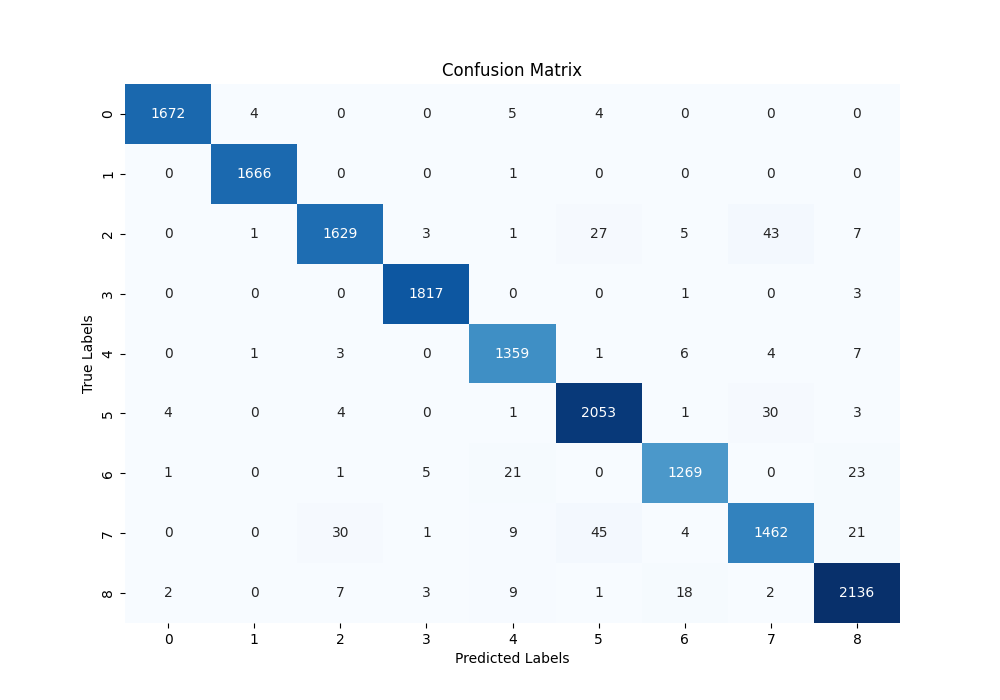 Confusion Matrix
True Labels
0 1672 4 0 0 5 4 0 0 0
1 0 1666 0 0 1 0 0 0 0
2 0 1 1629 3 1 27 5 43 7
3 0 0 0 1817 0 0 1 0 3
4 0 1 3 0 1359 1 6 4 7
5 4 0 4 0 1 2053 1 30 3
6 1 0 1 5 21 0 1269 0 23
7 0 0 30 1 9 45 4 1462 21
8 2 0 7 3 9 1 18 2 2136
0 1 2 3 4 5 6 7 8
Predicted Labels